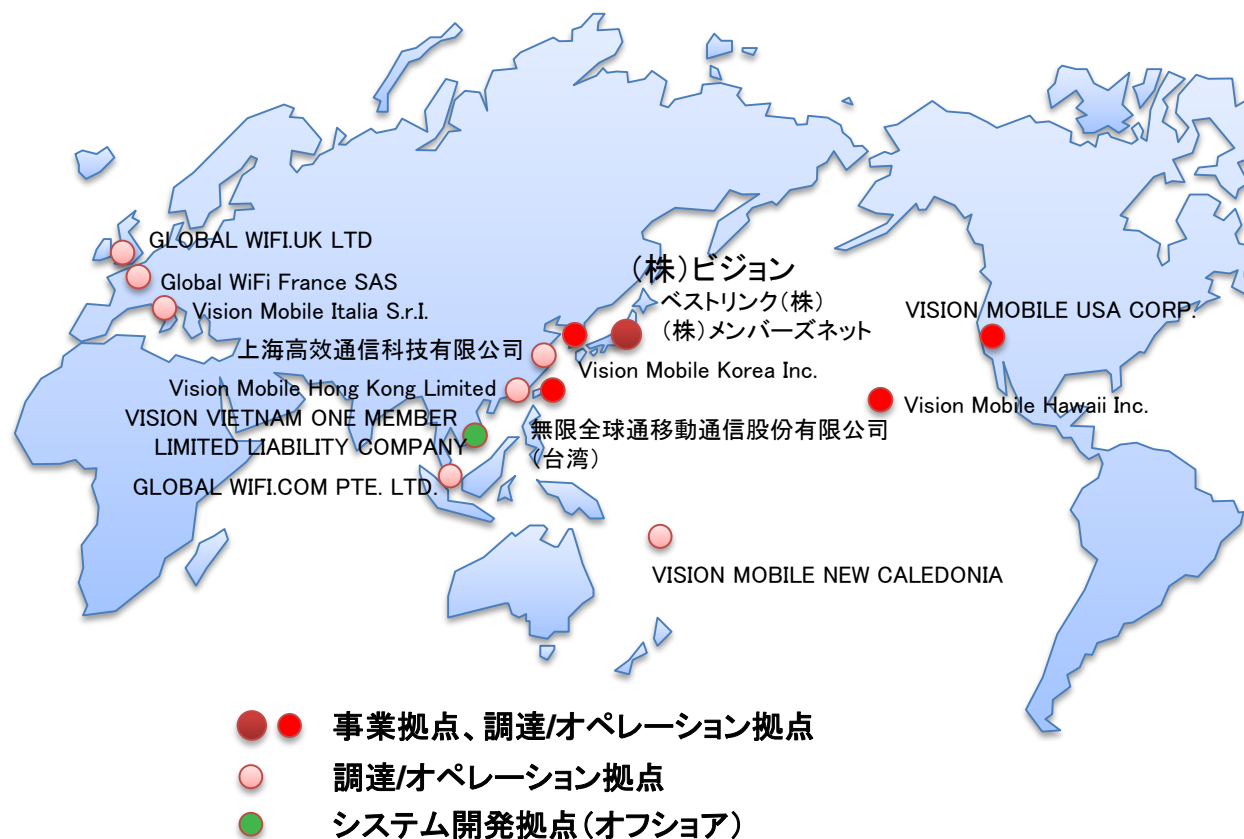 GLOBAL WIFI.UK LTD
Global WiFi France SAS
Vision Mobile Italia S.r.l.
(株)ビジョン
ベストリンク(株)
(株)メンバーズネット
VISION MOBILE USA CORP.
上海高效通信科技有限公司
Vision Mobile Korea Inc.
Vision Mobile Hong Kong Limited
Vision Mobile Hawaii Inc.
VISION VIETNAM ONE MEMBER
LIMITED LIABILITY COMPANY
無限全球通移動通信股份有限公司
(台湾)
GLOBAL WIFI.COM PTE. LTD.
VISION MOBILE NEW CALEDONIA
事業拠点、調達/オペレーション拠点
調達/オペレーション拠点
システム開発拠点(オフショア)